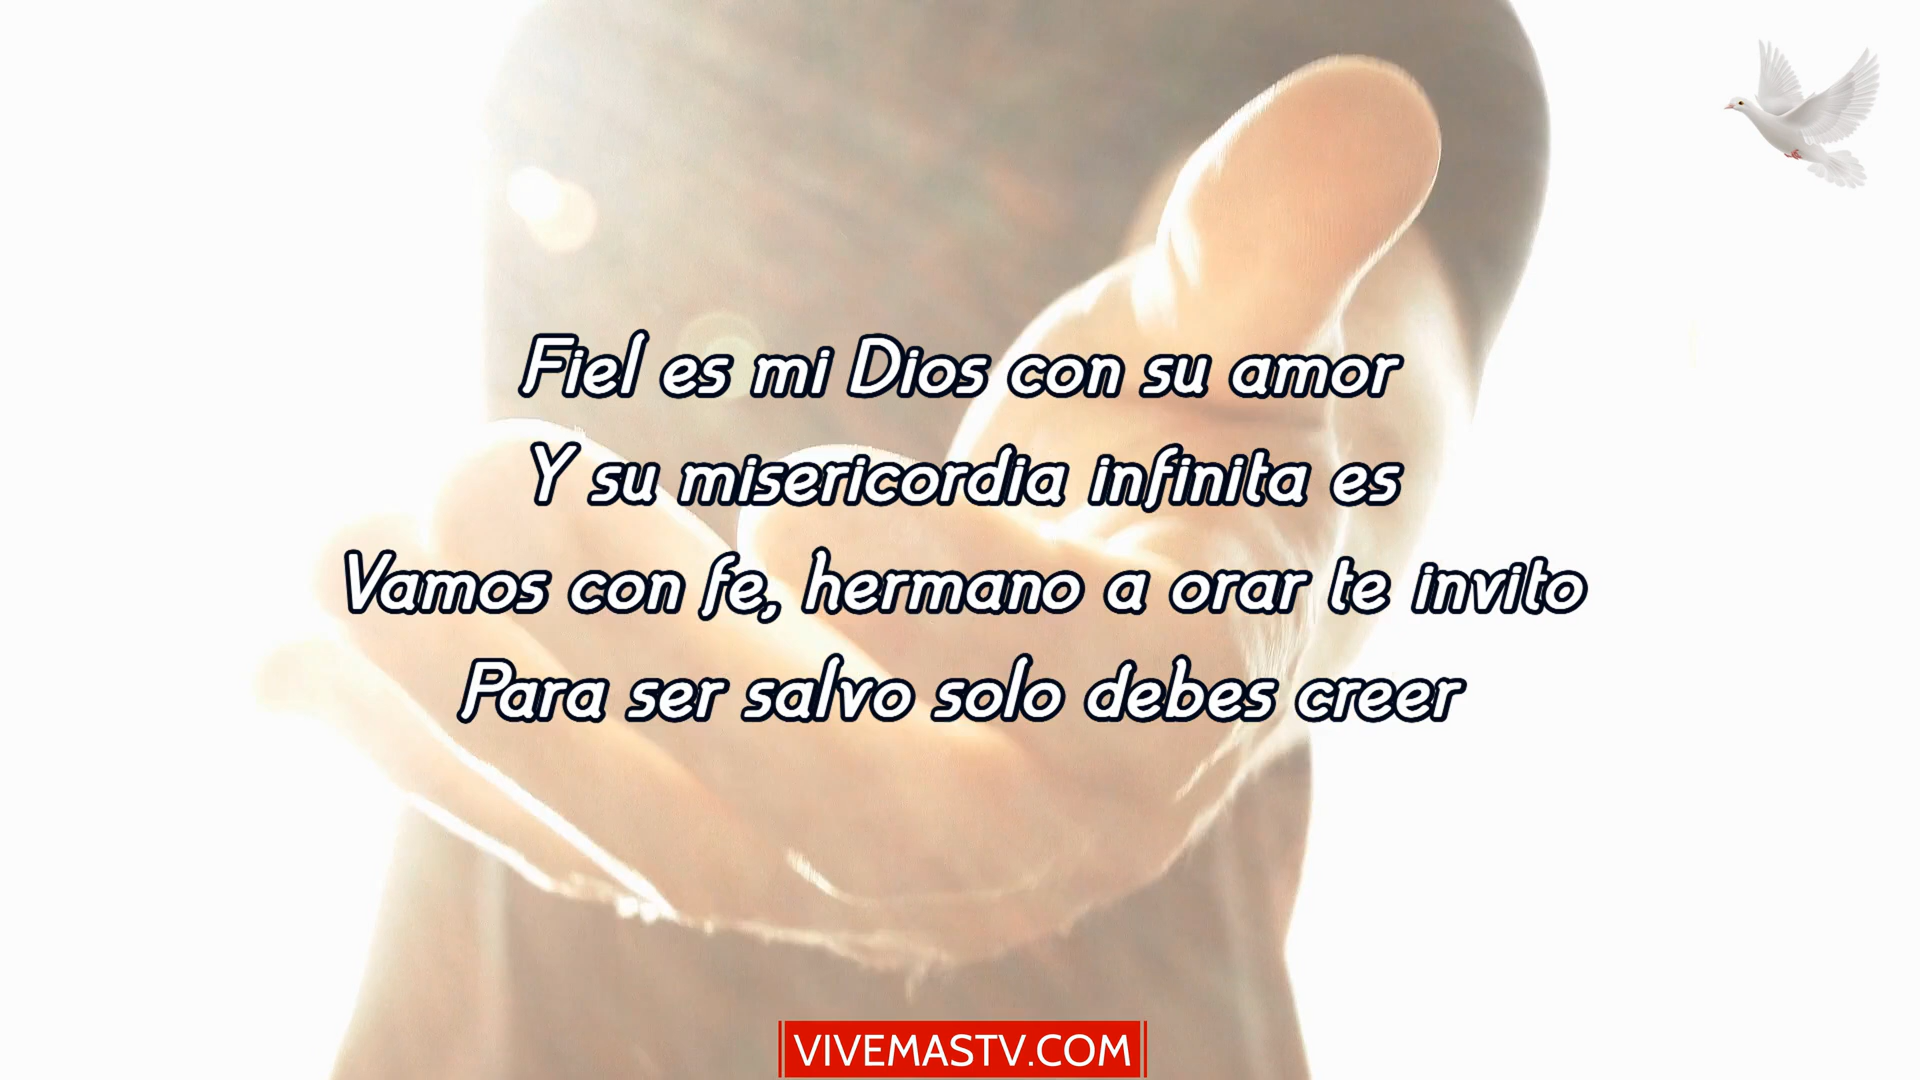 Fiel es mi Dios con su amor
Y su misericordia infinita es
Vamos con fe, hermano a orar te invito
Para ser salvo solo debes creer
VIVEMASTV.COM